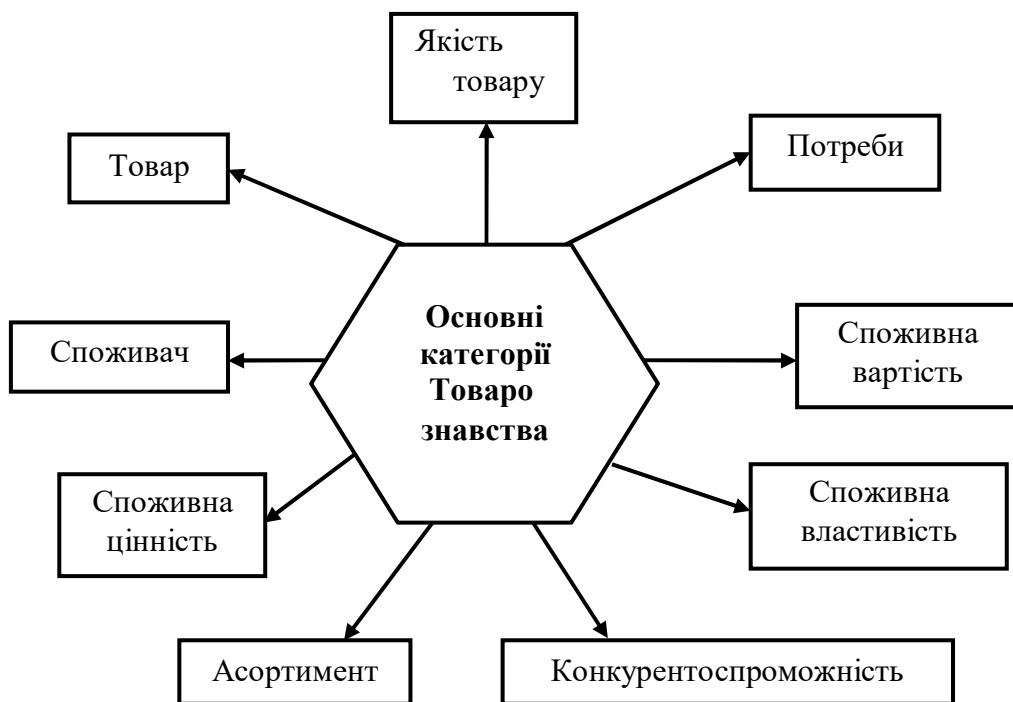 Якість
товару
Товар
Потреби
Основні
категорії
Товаро
знавства
Споживач
Споживна
вартість
Споживна
цінність
Споживна
властивість
Асортимент
Конкурентоспроможність